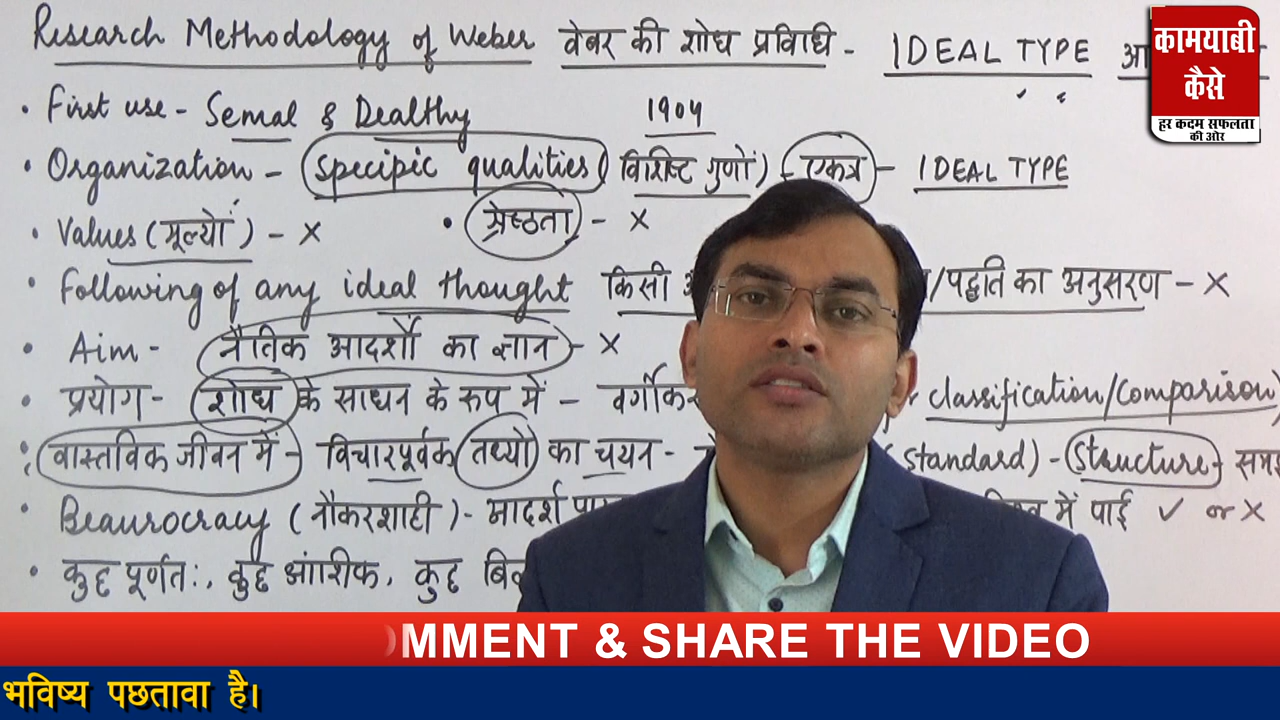 Research Methodology of Weber वेबर की शोध प्रविधि - IDEAL TYPE
कामयाबी
कैसे
हर कदम सफलता
की ओर
• First use - Semal & Dealthy 1904
• Organization - specipic qualities (विशिष्ट गुणों) - एकत्र - IDEAL TYPE
• Values (मूल्यों) - × • श्रेष्ठता - ×
• Following of any ideal thought किसी /पद्धति का अनुसरण - ×
• Aim - नैतिक आदर्शों का ज्ञान - ×
• प्रयोग - शोध के साधन के रूप में - classification/Comparison
• वास्तविक जीवन में - विचारपूर्वक तथ्यों का चयन - (standard) - Structure -
• Beaurocracy (नौकरशाही) - आदर्श में पाई ✓ or ×
• कुछ पूर्णतः, कुछ आंशिक, कुछ
MMENT & SHARE THE VIDEO
भविष्य पछतावा है।